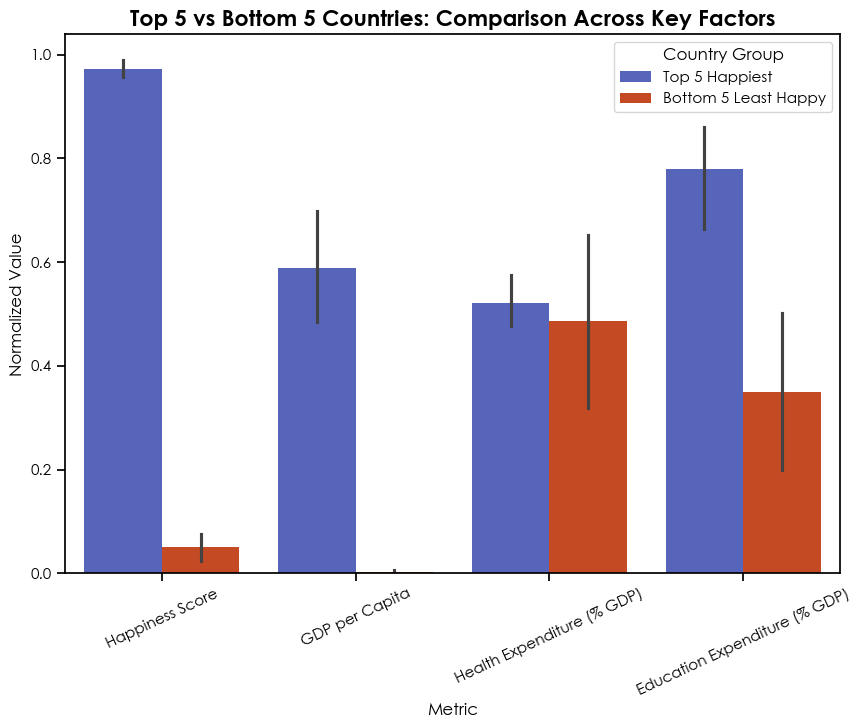 Top 5 vs Bottom 5 Countries: Comparison Across Key Factors
Country Group
Top 5 Happiest
Bottom 5 Least Happy
Normalized Value
1.0
0.8
0.6
0.4
0.2
0.0
Happiness Score
GDP per Capita
Health Expenditure (% GDP)
Education Expenditure (% GDP)
Metric